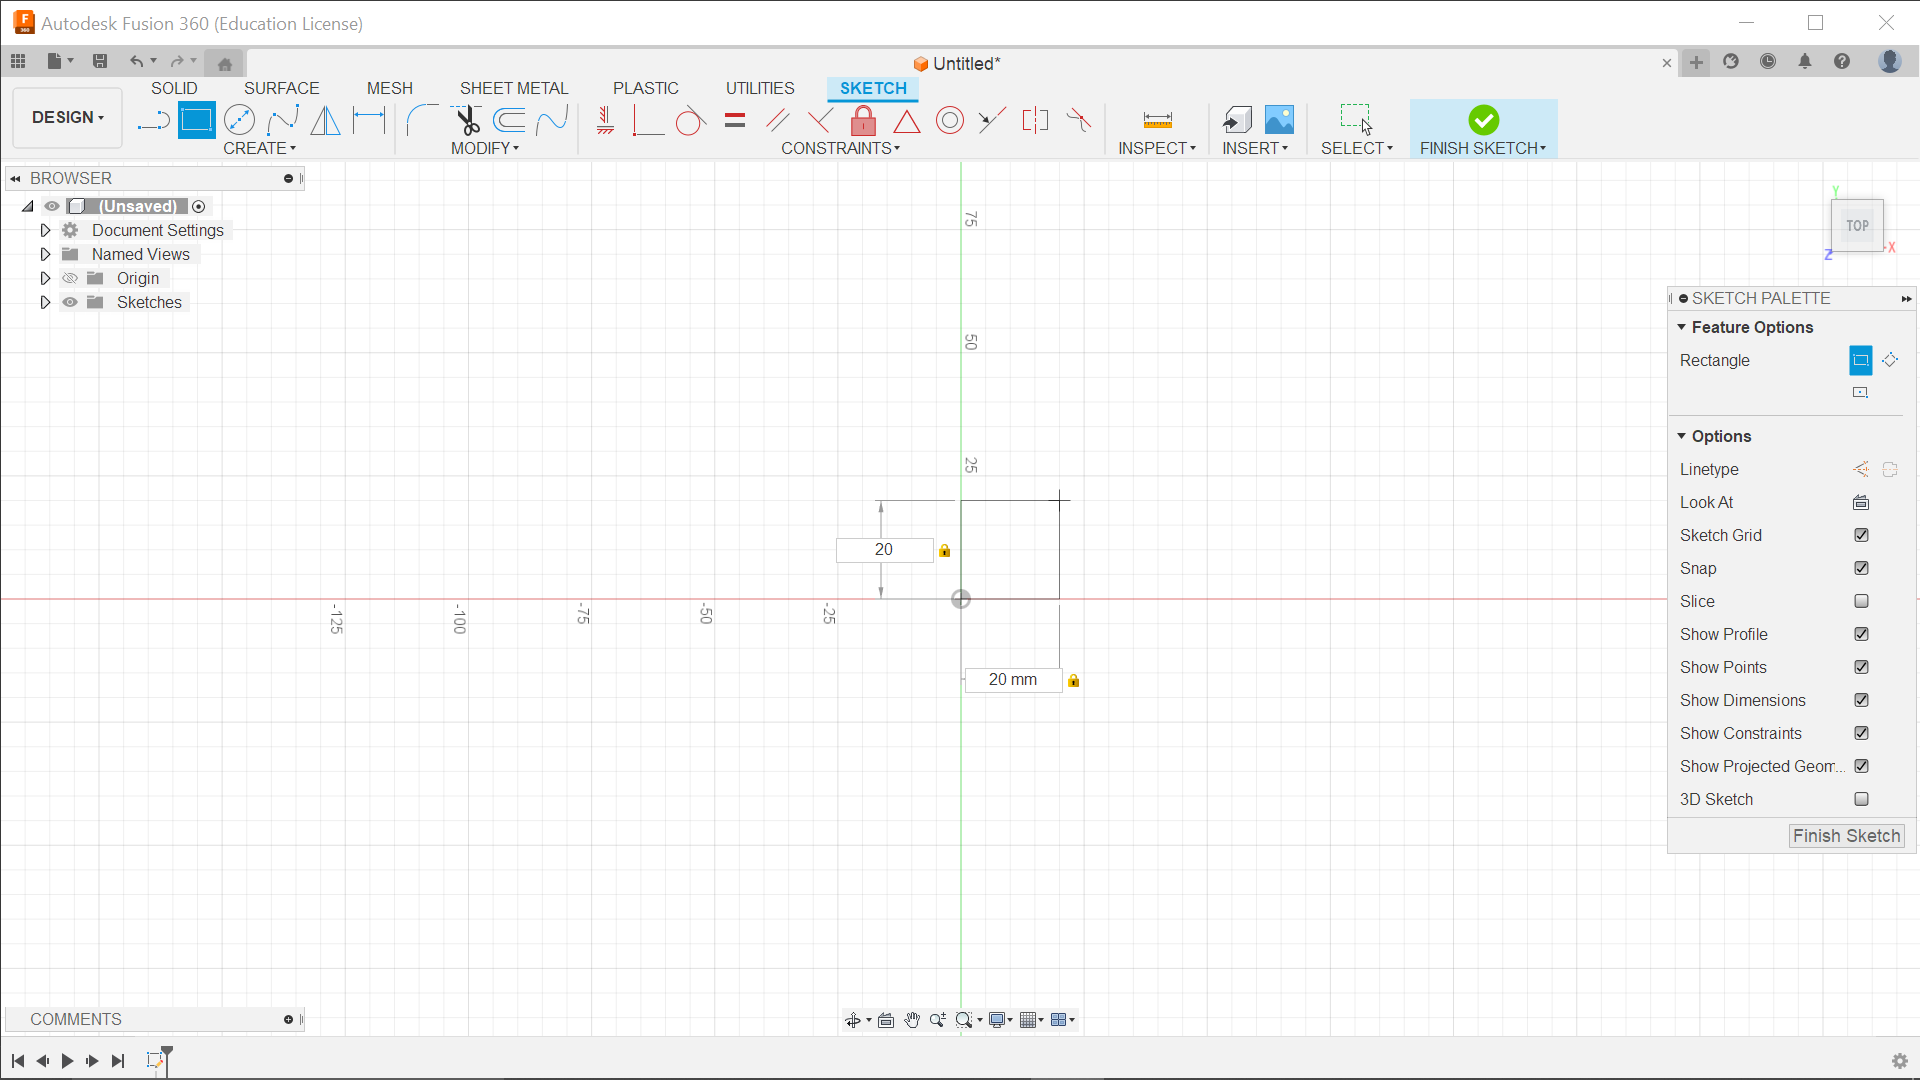 Autodesk Fusion 360 (Education License)
Untitled*
SOLID SURFACE MESH SHEET METAL PLASTIC UTILITIES SKETCH
DESIGN
CREATE MODIFY CONSTRAINTS INSPECT INSERT SELECT FINISH SKETCH
BROWSER
(Unsaved)
Document Settings
Named Views
Origin
Sketches
75
50
25
-125
-100
-75
-50
-25
20
20 mm
Y
TOP
X
Z
SKETCH PALETTE
Feature Options
Rectangle
Options
Linetype
Look At
Sketch Grid
Snap
Slice
Show Profile
Show Points
Show Dimensions
Show Constraints
Show Projected Geom...
3D Sketch
Finish Sketch
COMMENTS